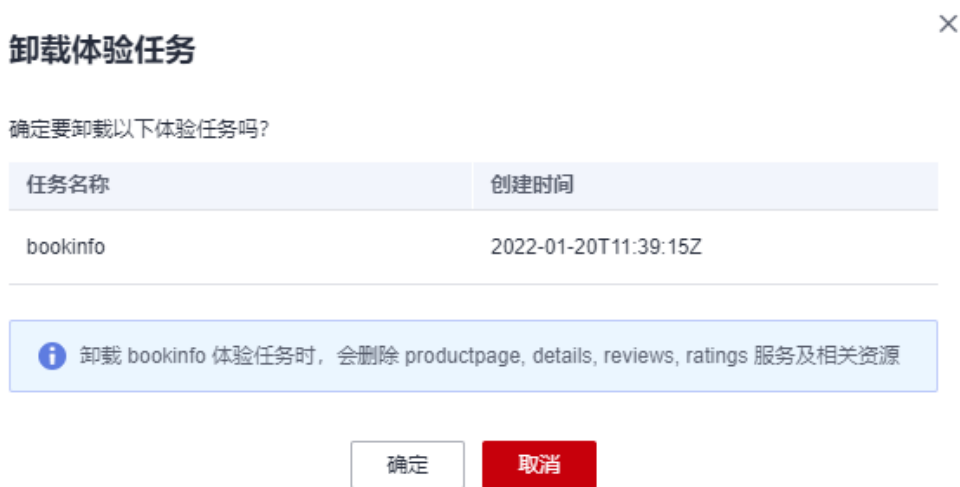 卸载体验任务
确定要卸载以下体验任务吗?
任务名称 创建时间
bookinfo 2022-01-20T11:39:15Z
卸载 bookinfo 体验任务时，会删除 productpage, details, reviews, ratings 服务及相关资源
确定 取消